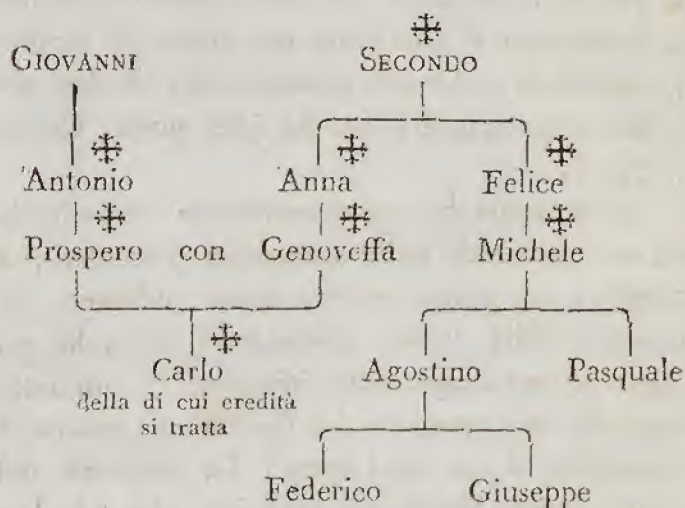 GIOVANNI SECONDO
Antonio Anna Felice
Prospero con Genoveffa Michele
Carlo Agostino Pasquale
della di cui eredità
si tratta
Federico Giuseppe